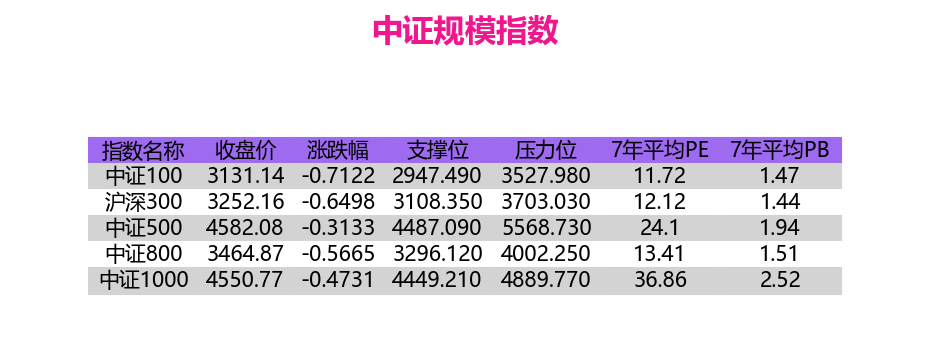 中证规模指数
指数名称 收盘价 涨跌幅 支撑位 压力位 7年平均PE 7年平均PB
中证100 3131.14 -0.7122 2947.490 3527.980 11.72 1.47
沪深300 3252.16 -0.6498 3108.350 3703.030 12.12 1.44
中证500 4582.08 -0.3133 4487.090 5568.730 24.1 1.94
中证800 3464.87 -0.5665 3296.120 4002.250 13.41 1.51
中证1000 4550.77 -0.4731 4449.210 4889.770 36.86 2.52